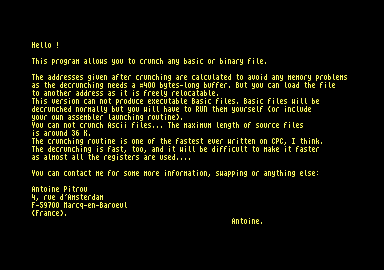 Hello !
This program allows you to crunch any basic or binary file.
The addresses given after crunching are calculated to avoid any memory problems
as the decrunching needs a =400 bytes-long buffer. But you can load the file
to another address as it is freely relocatable.
This version can not produce executable Basic files. Basic files will be
decrunched normally but you will have to RUN them yourself (or include
your own assembler launching routine).
You can not crunch Ascii files... The maximum length of source files
is around 36 K.
The crunching routine is one of the fastest ever written on CPC, I think.
The decrunching is fast, too, and it will be difficult to make it faster
as almost all the registers are used....
You can contact me for some more information, swapping or anything else:
Antoine Pitrou
4, rue d'Amsterdam
F-59700 Marcq-en-Baroeul
(France).
Antoine.